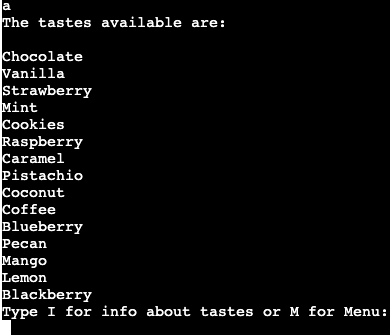 a
The tastes available are:
Chocolate
Vanilla
Strawberry
Mint
Cookies
Raspberry
Caramel
Pistachio
Coconut
Coffee
Blueberry
Pecan
Mango
Lemon
Blackberry
Type I for info about tastes or M for Menu: